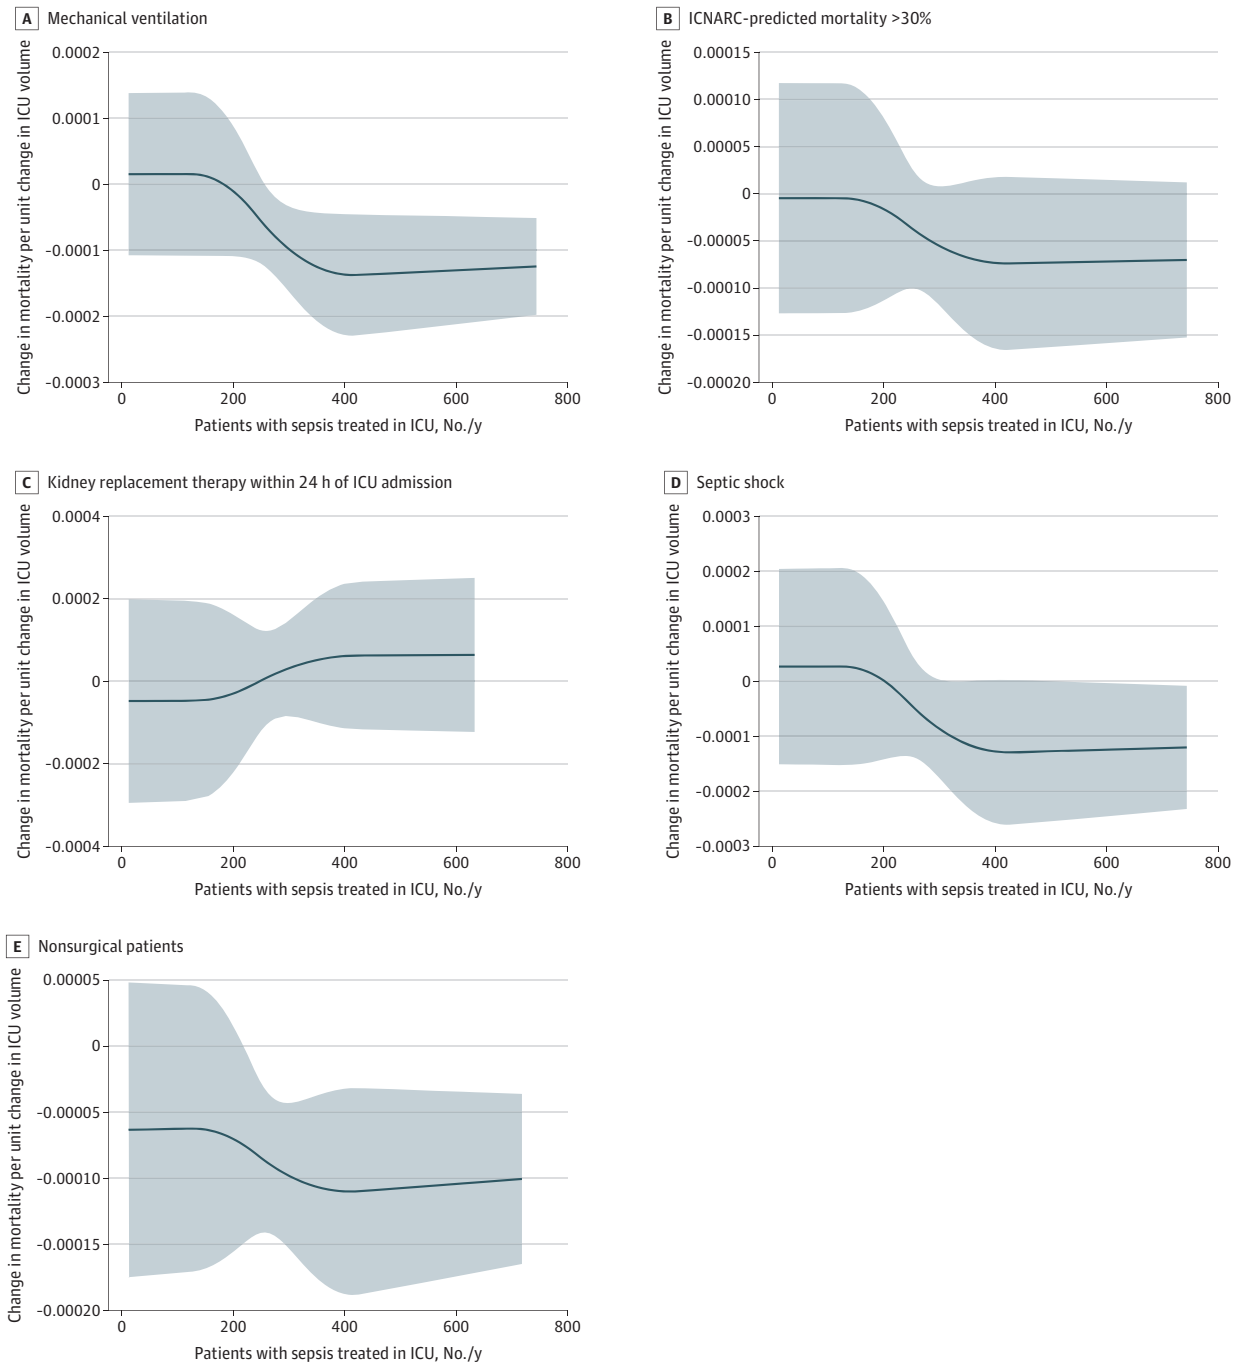 A Mechanical ventilation
Change in mortality per unit change in ICU volume
0.0002
0.0001
0
-0.0001
-0.0002
-0.0003
0 200 400 600 800
Patients with sepsis treated in ICU, No./y
B ICNARC-predicted mortality >30%
Change in mortality per unit change in ICU volume
0.00015
0.00010
0.00005
0
-0.00005
-0.00010
-0.00015
-0.00020
0 200 400 600 800
Patients with sepsis treated in ICU, No./y
C Kidney replacement therapy within 24 h of ICU admission
Change in mortality per unit change in ICU volume
0.0004
0.0002
0
-0.0002
-0.0004
0 200 400 600 800
Patients with sepsis treated in ICU, No./y
D Septic shock
Change in mortality per unit change in ICU volume
0.0003
0.0002
0.0001
0
-0.0001
-0.0002
-0.0003
0 200 400 600 800
Patients with sepsis treated in ICU, No./y
E Nonsurgical patients
Change in mortality per unit change in ICU volume
0.00005
0
-0.00005
-0.00010
-0.00015
-0.00020
0 200 400 600 800
Patients with sepsis treated in ICU, No./y